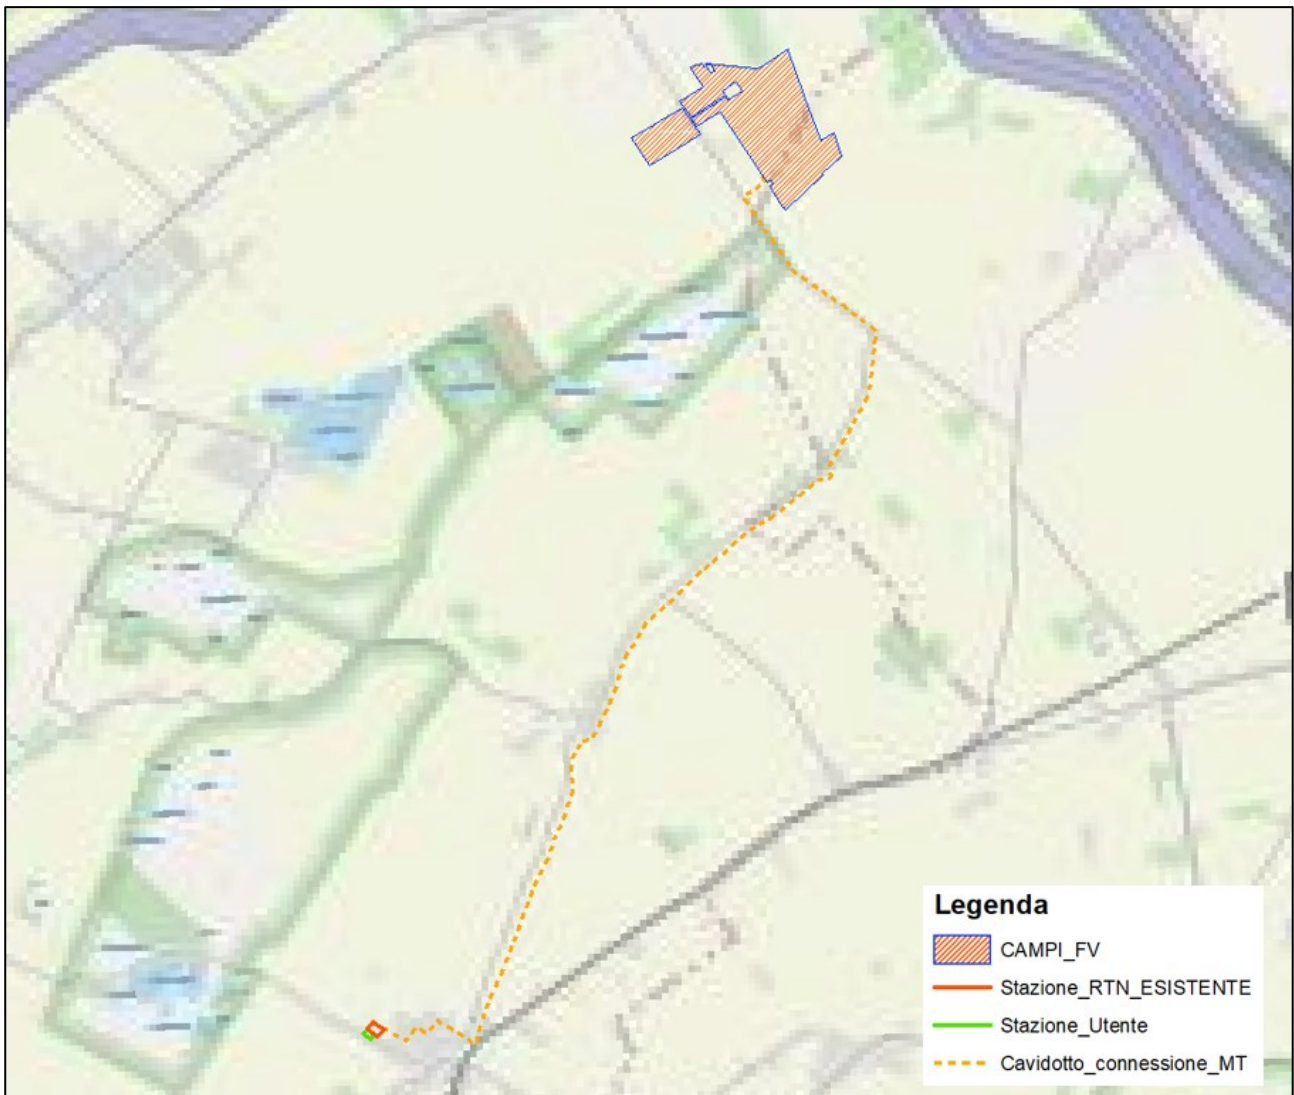 Legenda
CAMPI_FV
Stazione_RTN_ESISTENTE
Stazione_Utente
Cavidotto_connessione_MT